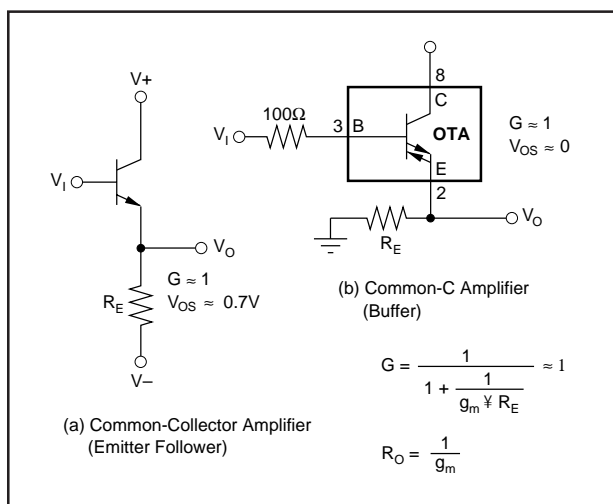 V+
V_I
V_O
G ≈ 1
R_E
V_OS ≈ 0.7V
V–
(a) Common-Collector Amplifier
(Emitter Follower)
8
C
100Ω
3
B
OTA
V_I
G ≈ 1
V_OS ≈ 0
E
2
V_O
R_E
(b) Common-C Amplifier
(Buffer)
G = 1 / (1 + 1 / (g_m ¥ R_E)) ≈ 1
R_O = 1 / g_m